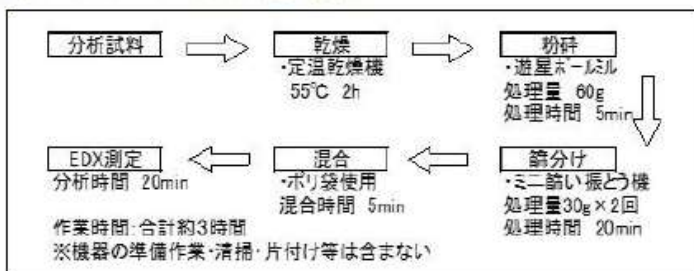 分析試料
乾燥
・定温乾燥機
55℃ 2h
粉砕
・遊星ボールミル
処理量 60g
処理時間 5min
篩分け
・ミニ篩い振とう機
処理量30g×2回
処理時間 20min
混合
・ポリ袋使用
混合時間 5min
EDX測定
分析時間 20min
作業時間:合計約3時間
※機器の準備作業・清掃・片付け等は含まない